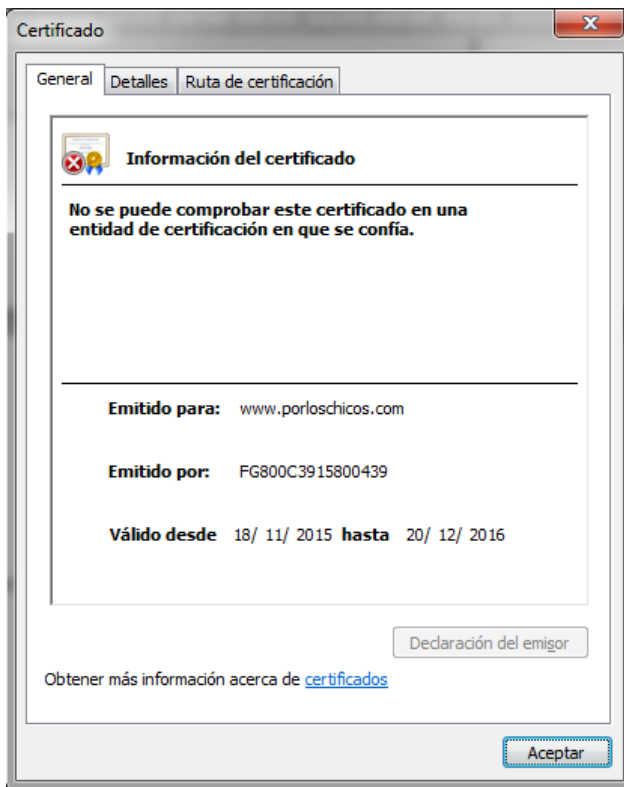 Certificado
General Detalles Ruta de certificación
Información del certificado
No se puede comprobar este certificado en una
entidad de certificación en que se confía.
Emitido para: www.porloschicos.com
Emitido por: FG800C3915800439
Válido desde 18/ 11/ 2015 hasta 20/ 12/ 2016
Declaración del emisor
Obtener más información acerca de certificados
Aceptar